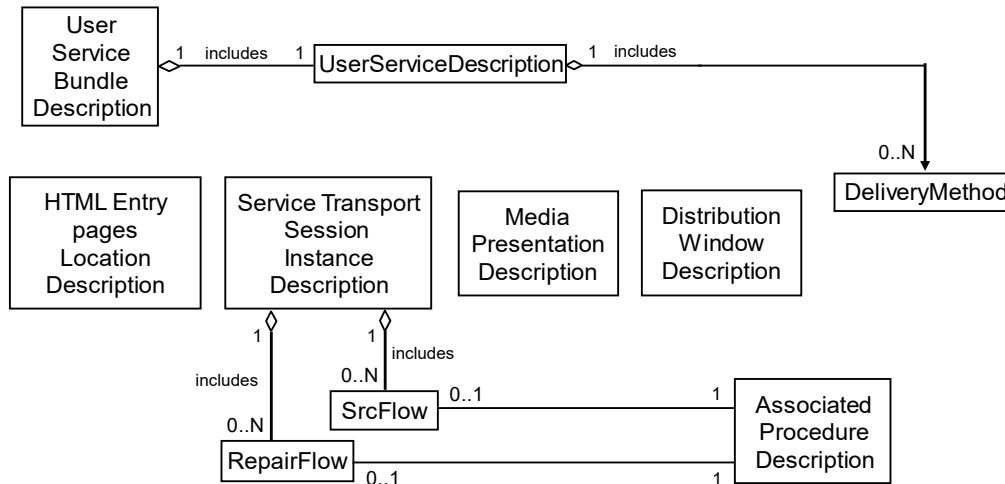 User
Service
Bundle
Description
1 includes 1
UserServiceDescription
1 includes
0..N
DeliveryMethod
HTML Entry
pages
Location
Description
Service Transport
Session
Instance
Description
Media
Presentation
Description
Distribution
Window
Description
1
includes
0..N
1
includes
0..N
SrcFlow
0..1
1
RepairFlow
0..1
1
Associated
Procedure
Description